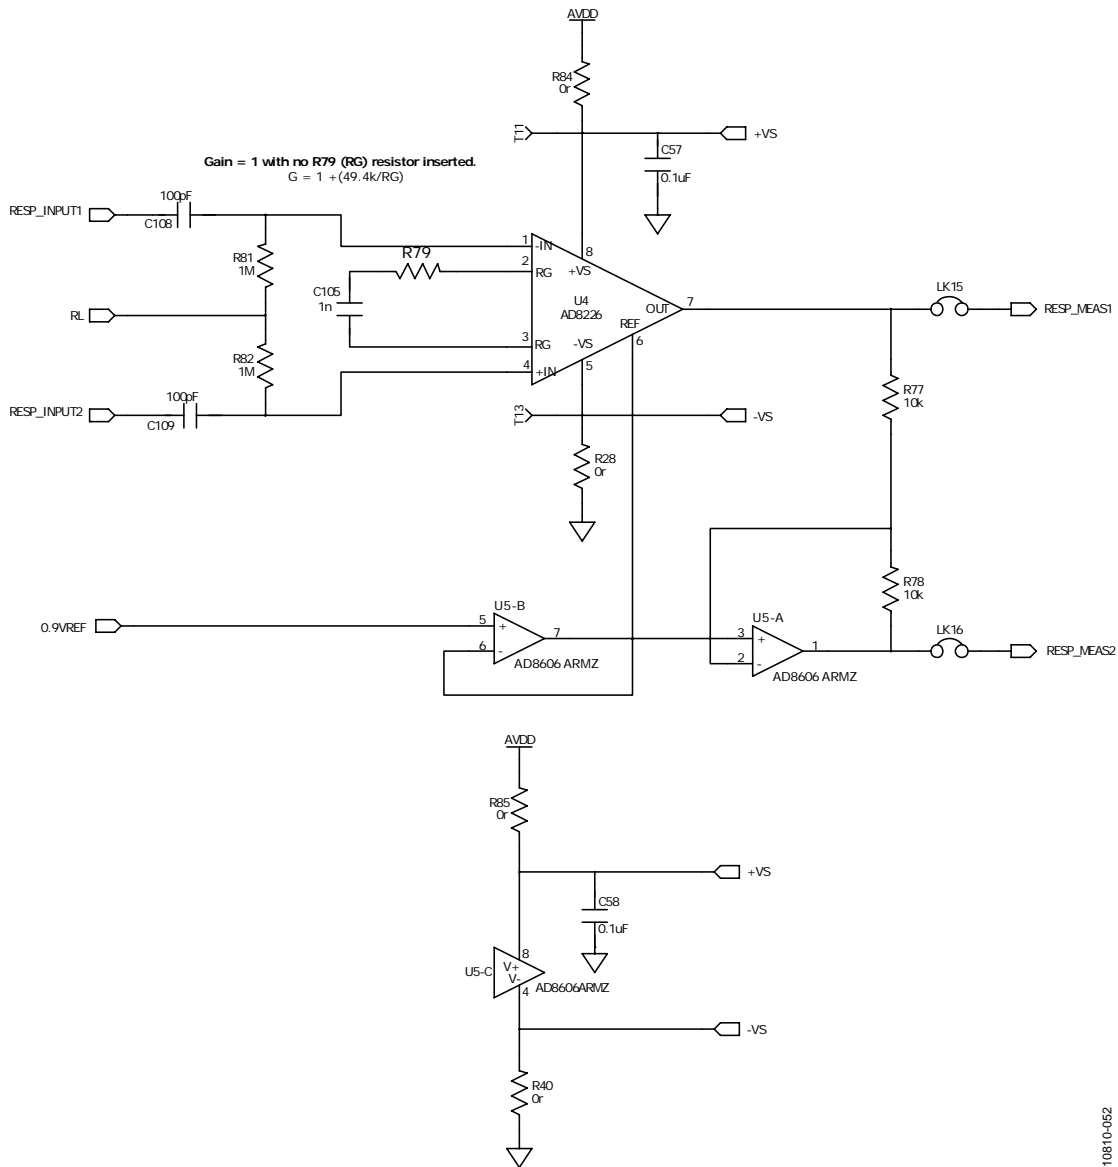 AVDD
R84
0r
T11
+VS
C57
0.1uF
Gain = 1 with no R79 (RG) resistor inserted.
G = 1 +(49.4k/RG)
100pF
RESP_INPUT1
C108
R81
1M
R79
C105
1n
RL
R82
1M
100pF
RESP_INPUT2
C109
1
-IN
2
RG
8
+VS
U4
AD8226
OUT
7
REF
6
3
RG
-VS
5
4
+IN
LK15
RESP_MEAS1
R77
10k
T13
-VS
R28
0r
R78
10k
U5-B
0.9VREF
5
+
6
-
7
AD8606 ARMZ
U5-A
3
+
2
-
1
AD8606 ARMZ
LK16
RESP_MEAS2
AVDD
R85
0r
+VS
C58
0.1uF
U5-C
8
V+
V-
4
AD8606ARMZ
-VS
R40
0r
10810-052